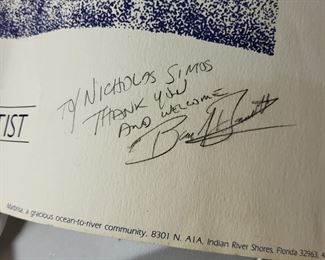 TO/ NICHOLAS SIMOS
THANK YOU
AND WELCOME
TIST
Marbrisa, a gracious ocean-to-river community, 8301 N. A1A, Indian River Shores, Florida 32963,